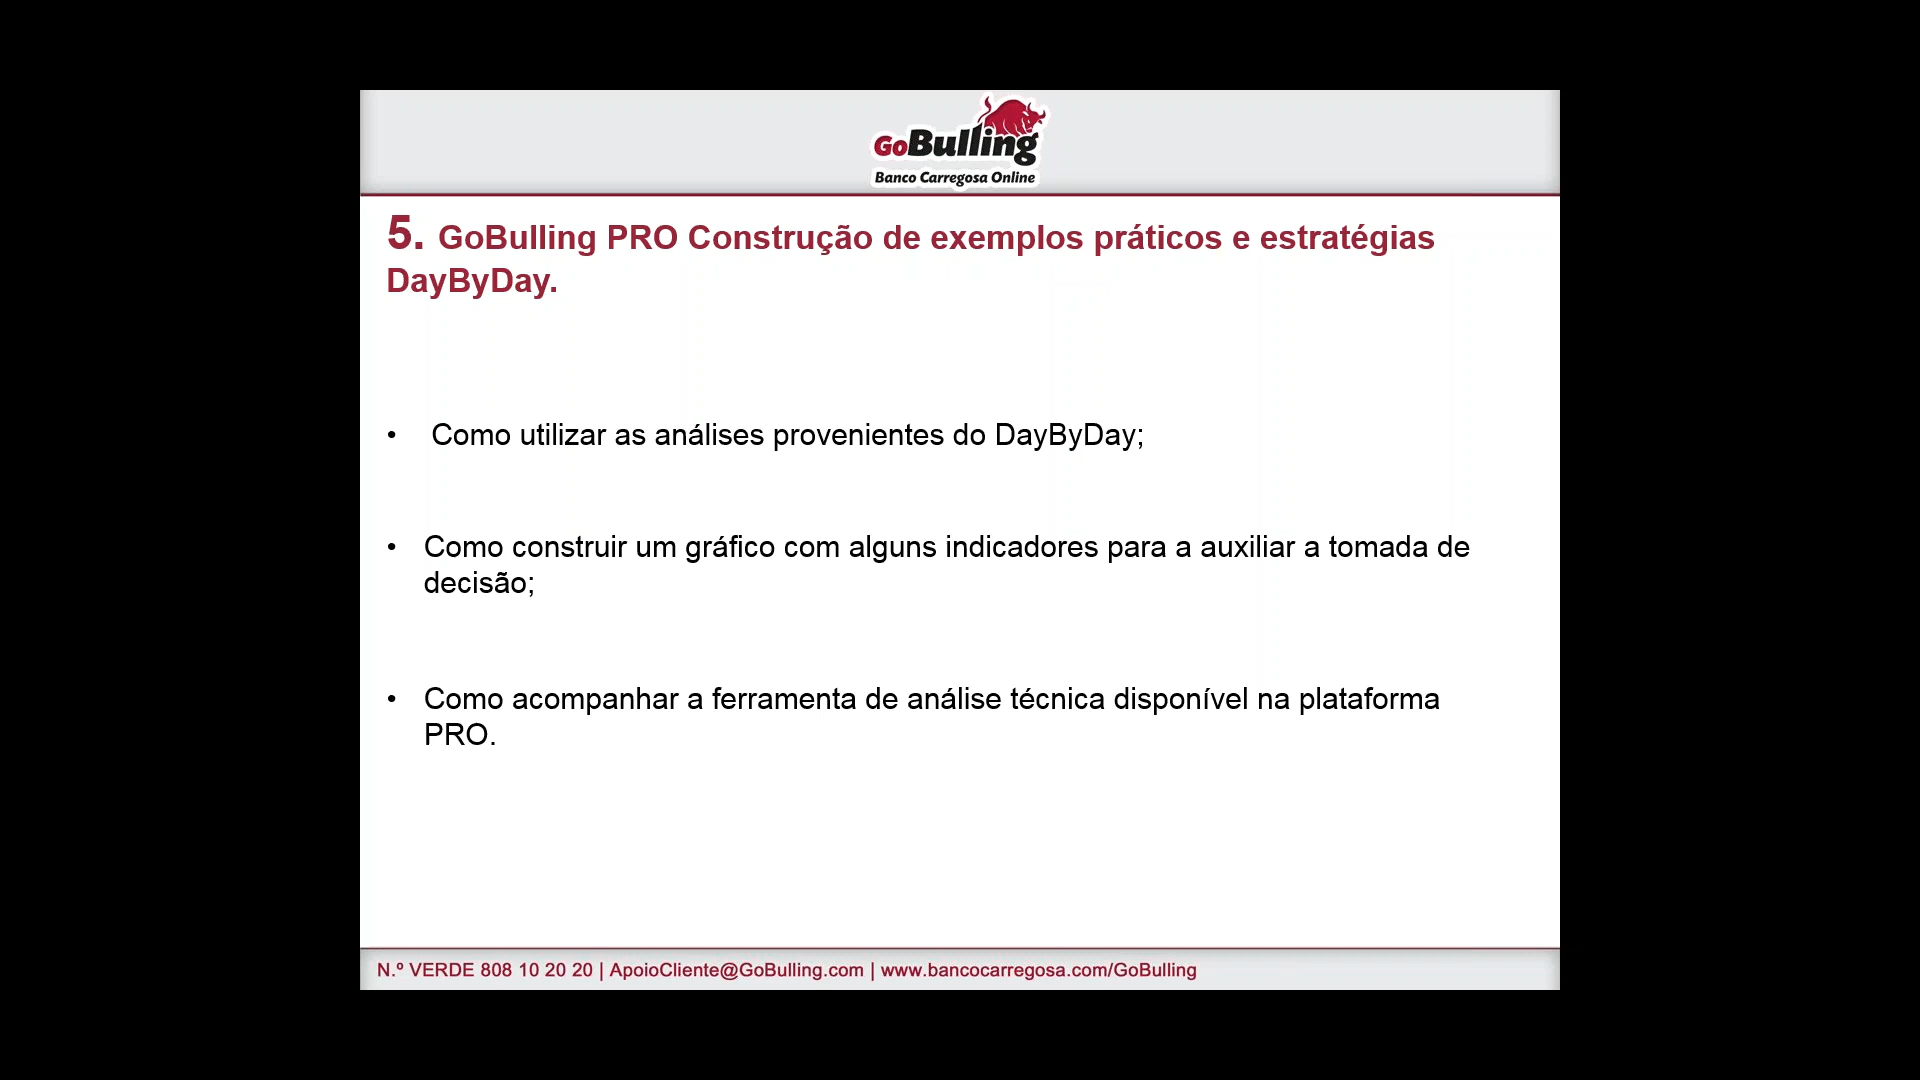 GoBulling
Banco Carregosa Online
5. GoBulling PRO Construção de exemplos práticos e estratégias
DayByDay.
• Como utilizar as análises provenientes do DayByDay;
• Como construir um gráfico com alguns indicadores para a auxiliar a tomada de
decisão;
• Como acompanhar a ferramenta de análise técnica disponível na plataforma
PRO.
N.º VERDE 808 10 20 20 | ApoioCliente@GoBulling.com | www.bancocarregosa.com/GoBulling